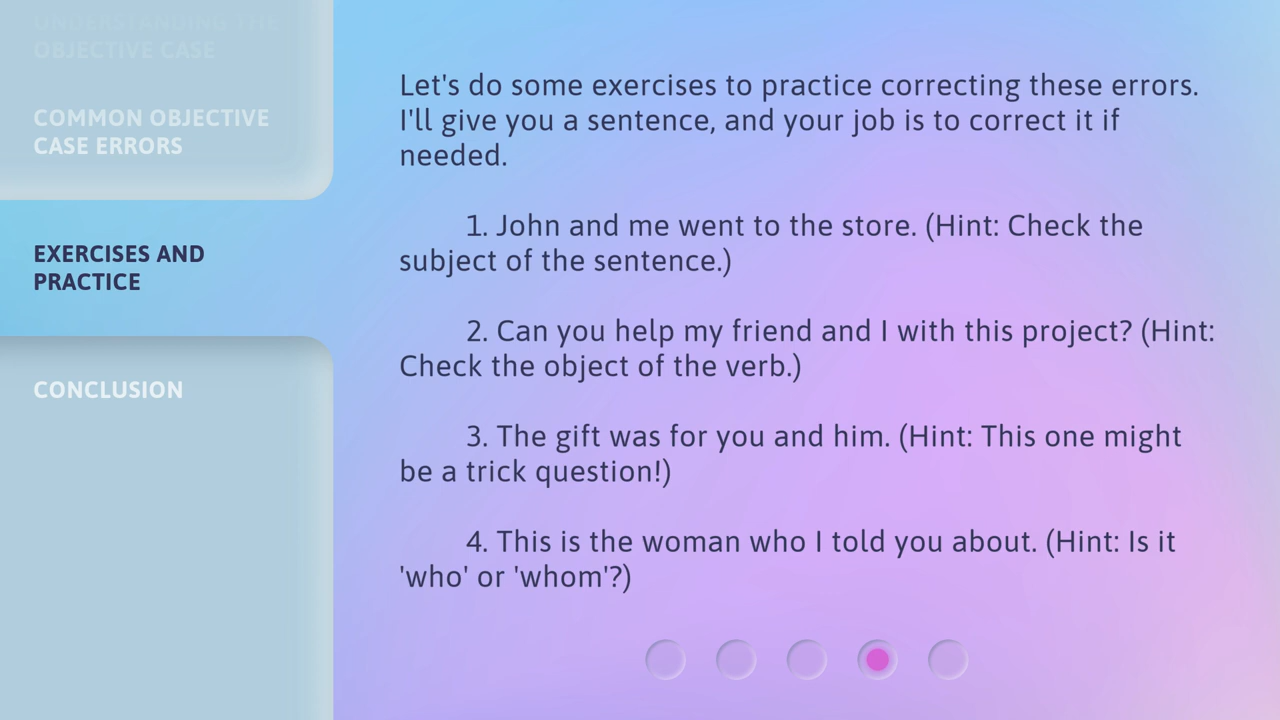 UNDERSTANDING THE
OBJECTIVE CASE
COMMON OBJECTIVE
CASE ERRORS
EXERCISES AND
PRACTICE
CONCLUSION
Let's do some exercises to practice correcting these errors.
I'll give you a sentence, and your job is to correct it if
needed.
1. John and me went to the store. (Hint: Check the
subject of the sentence.)
2. Can you help my friend and I with this project? (Hint:
Check the object of the verb.)
3. The gift was for you and him. (Hint: This one might
be a trick question!)
4. This is the woman who I told you about. (Hint: Is it
'who' or 'whom'?)